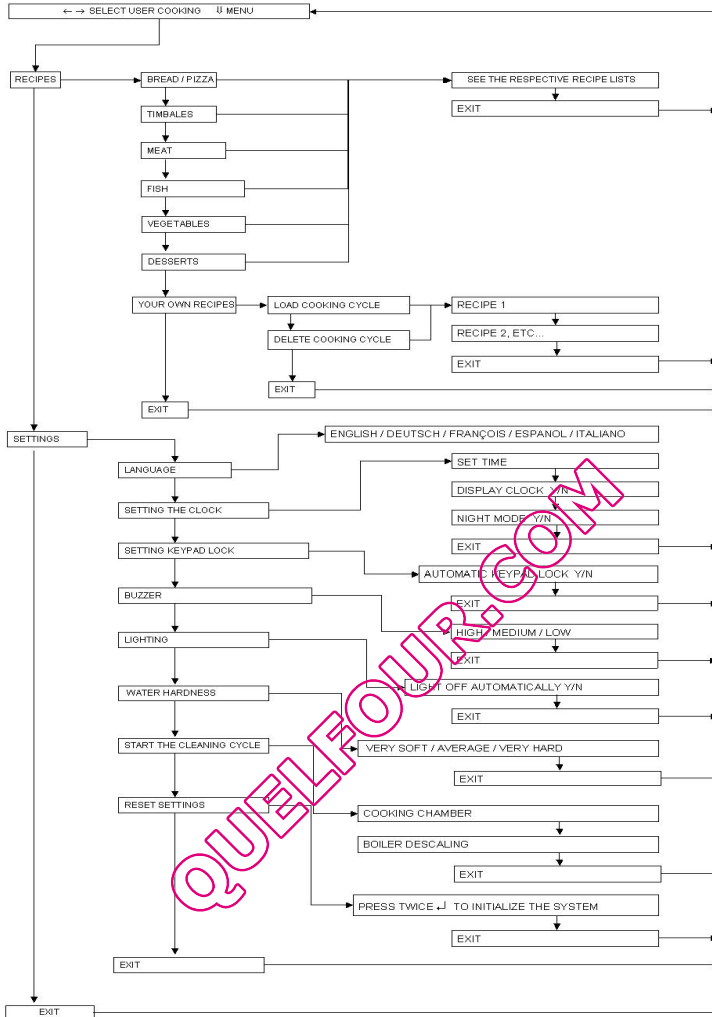 ← → SELECT USER COOKING ⇓ MENU
RECIPES
BREAD / PIZZA
SEE THE RESPECTIVE RECIPE LISTS
EXIT
TIMBALES
MEAT
FISH
VEGETABLES
DESSERTS
YOUR OWN RECIPES
LOAD COOKING CYCLE
RECIPE 1
DELETE COOKING CYCLE
RECIPE 2, ETC...
EXIT
EXIT
EXIT
SETTINGS
ENGLISH / DEUTSCH / FRANÇOIS / ESPANOL / ITALIANO
LANGUAGE
SET TIME
DISPLAY CLOCK Y/N
SETTING THE CLOCK
NIGHT MODE Y/N
EXIT
SETTING KEYPAD LOCK
AUTOMATIC KEYPAD LOCK Y/N
EXIT
BUZZER
HIGH / MEDIUM / LOW
EXIT
LIGHTING
LIGHT OFF AUTOMATICALLY Y/N
EXIT
WATER HARDNESS
VERY SOFT / AVERAGE / VERY HARD
EXIT
START THE CLEANING CYCLE
COOKING CHAMBER
BOILER DESCALING
EXIT
RESET SETTINGS
PRESS TWICE ↵ TO INITIALIZE THE SYSTEM
EXIT
EXIT
EXIT
QUELFOUR.COM